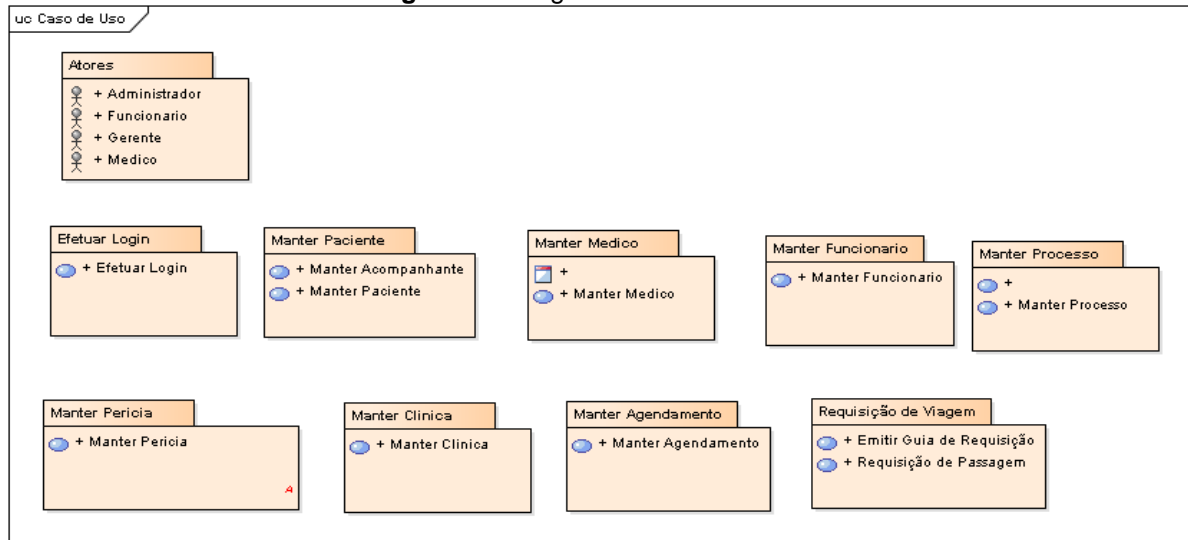 uc Caso de Uso
Atores
+ Administrador
+ Funcionario
+ Gerente
+ Medico
Efetuar Login
+ Efetuar Login
Manter Paciente
+ Manter Acompanhante
+ Manter Paciente
Manter Medico
+
+ Manter Medico
Manter Funcionario
+ Manter Funcionario
Manter Processo
+
+ Manter Processo
Manter Pericia
+ Manter Pericia
A
Manter Clinica
+ Manter Clinica
Manter Agendamento
+ Manter Agendamento
Requisição de Viagem
+ Emitir Guia de Requisição
+ Requisição de Passagem